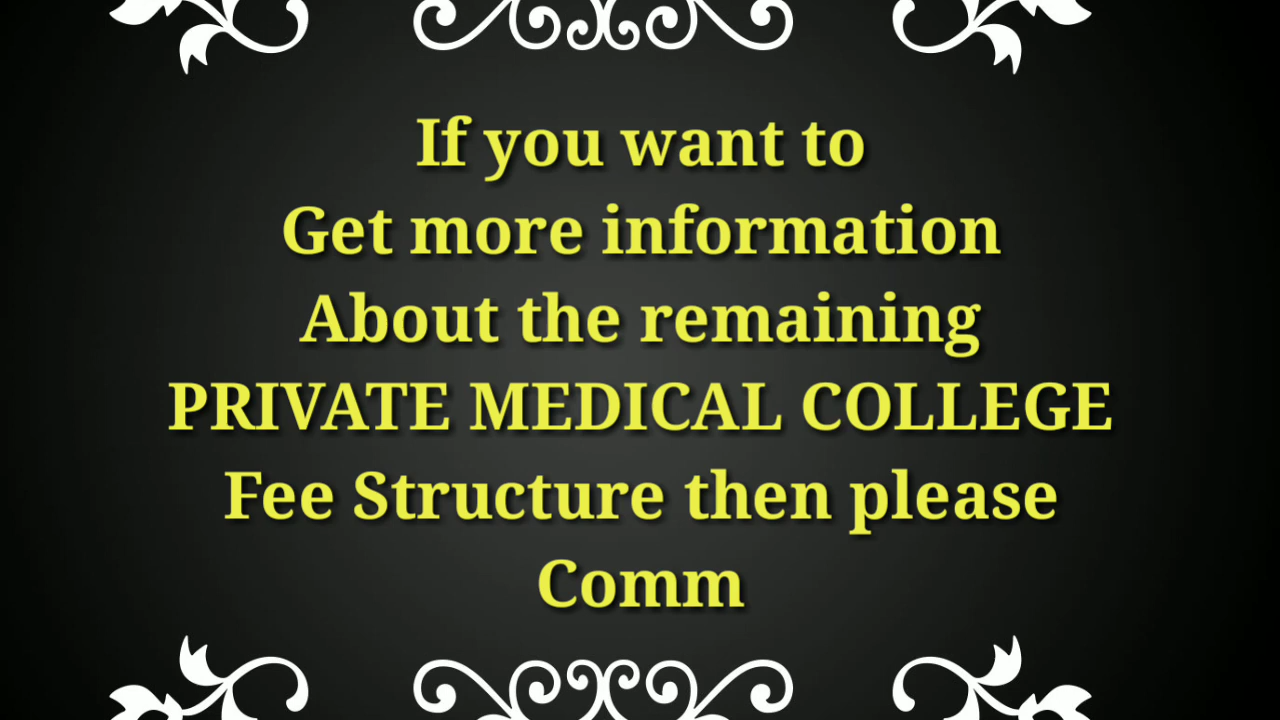 If you want to
Get more information
About the remaining
PRIVATE MEDICAL COLLEGE
Fee Structure then please
Comm